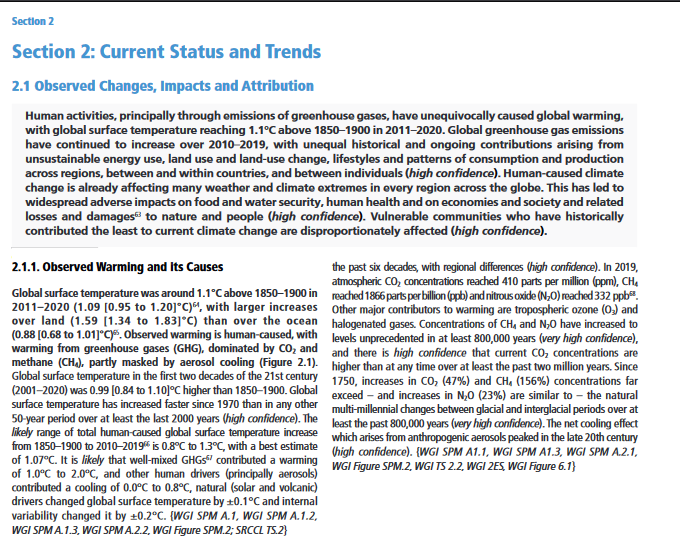 Section 2
Section 2: Current Status and Trends
2.1 Observed Changes, Impacts and Attribution
Human activities, principally through emissions of greenhouse gases, have unequivocally caused global warming,
with global surface temperature reaching 1.1°C above 1850–1900 in 2011–2020. Global greenhouse gas emissions
have continued to increase over 2010–2019, with unequal historical and ongoing contributions arising from
unsustainable energy use, land use and land-use change, lifestyles and patterns of consumption and production
across regions, between and within countries, and between individuals (high confidence). Human-caused climate
change is already affecting many weather and climate extremes in every region across the globe. This has led to
widespread adverse impacts on food and water security, human health and on economies and society and related
losses and damages⁶³ to nature and people (high confidence). Vulnerable communities who have historically
contributed the least to current climate change are disproportionately affected (high confidence).
2.1.1. Observed Warming and its Causes
Global surface temperature was around 1.1°C above 1850–1900 in
2011–2020 (1.09 [0.95 to 1.20]°C)⁶⁴, with larger increases
over land (1.59 [1.34 to 1.83]°C) than over the ocean
(0.88 [0.68 to 1.01]°C)⁶⁵. Observed warming is human-caused, with
warming from greenhouse gases (GHG), dominated by CO₂ and
methane (CH₄), partly masked by aerosol cooling (Figure 2.1).
Global surface temperature in the first two decades of the 21st century
(2001–2020) was 0.99 [0.84 to 1.10]°C higher than 1850–1900. Global
surface temperature has increased faster since 1970 than in any other
50-year period over at least the last 2000 years (high confidence). The
likely range of total human-caused global surface temperature increase
from 1850–1900 to 2010–2019⁶⁶ is 0.8°C to 1.3°C, with a best estimate
of 1.07°C. It is likely that well-mixed GHGs⁶⁷ contributed a warming
of 1.0°C to 2.0°C, and other human drivers (principally aerosols)
contributed a cooling of 0.0°C to 0.8°C, natural (solar and volcanic)
drivers changed global surface temperature by ±0.1°C and internal
variability changed it by ±0.2°C. {WGI SPM A.1, WGI SPM A.1.2,
WGI SPM A.1.3, WGI SPM A.2.2, WGI Figure SPM.2; SRCCL TS.2}
the past six decades, with regional differences (high confidence). In 2019,
atmospheric CO₂ concentrations reached 410 parts per million (ppm), CH₄
reached 1866 parts per billion (ppb) and nitrous oxide (N₂O) reached 332 ppb⁶⁸.
Other major contributors to warming are tropospheric ozone (O₃) and
halogenated gases. Concentrations of CH₄ and N₂O have increased to
levels unprecedented in at least 800,000 years (very high confidence),
and there is high confidence that current CO₂ concentrations are
higher than at any time over at least the past two million years. Since
1750, increases in CO₂ (47%) and CH₄ (156%) concentrations far
exceed – and increases in N₂O (23%) are similar to – the natural
multi-millennial changes between glacial and interglacial periods over at
least the past 800,000 years (very high confidence). The net cooling effect
which arises from anthropogenic aerosols peaked in the late 20th century
(high confidence). {WGI SPM A1.1, WGI SPM A1.3, WGI SPM A.2.1,
WGI Figure SPM.2, WGI TS 2.2, WGI 2ES, WGI Figure 6.1}